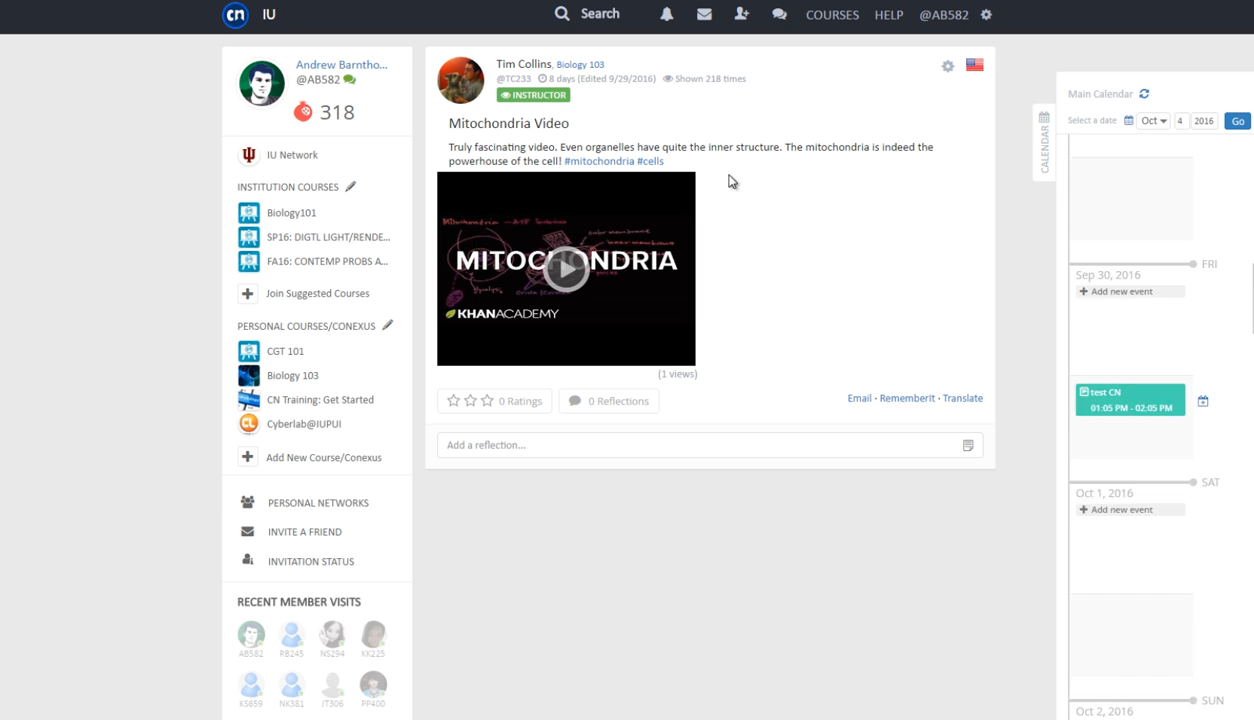 cn IU Search COURSES HELP @AB582
Andrew Barntho...
@AB582
318
IU Network
INSTITUTION COURSES
Biology101
SP16: DIGTL LIGHT/RENDE...
FA16: CONTEMP PROBS A...
Join Suggested Courses
PERSONAL COURSES/CONEXUS
CGT 101
Biology 103
CN Training: Get Started
Cyberlab@IUPUI
Add New Course/Conexus
PERSONAL NETWORKS
INVITE A FRIEND
INVITATION STATUS
RECENT MEMBER VISITS
AB582 RB245 NS294 KK225
KS659 NK381 JT306 PP400
Tim Collins, Biology 103
@TC233 8 days (Edited 9/29/2016) Shown 218 times
INSTRUCTOR
Mitochondria Video
Truly fascinating video. Even organelles have quite the inner structure. The mitochondria is indeed the
powerhouse of the cell! #mitochondria #cells
MITOCHONDRIA
KHANACADEMY
(1 views)
0 Ratings 0 Reflections Email · Rememberit · Translate
Add a reflection...
CALENDAR
Main Calendar
Select a date Oct 4 2016 Go
FRI
Sep 30, 2016
+ Add new event
test CN
01:05 PM - 02:05 PM
SAT
Oct 1, 2016
+ Add new event
SUN
Oct 2, 2016